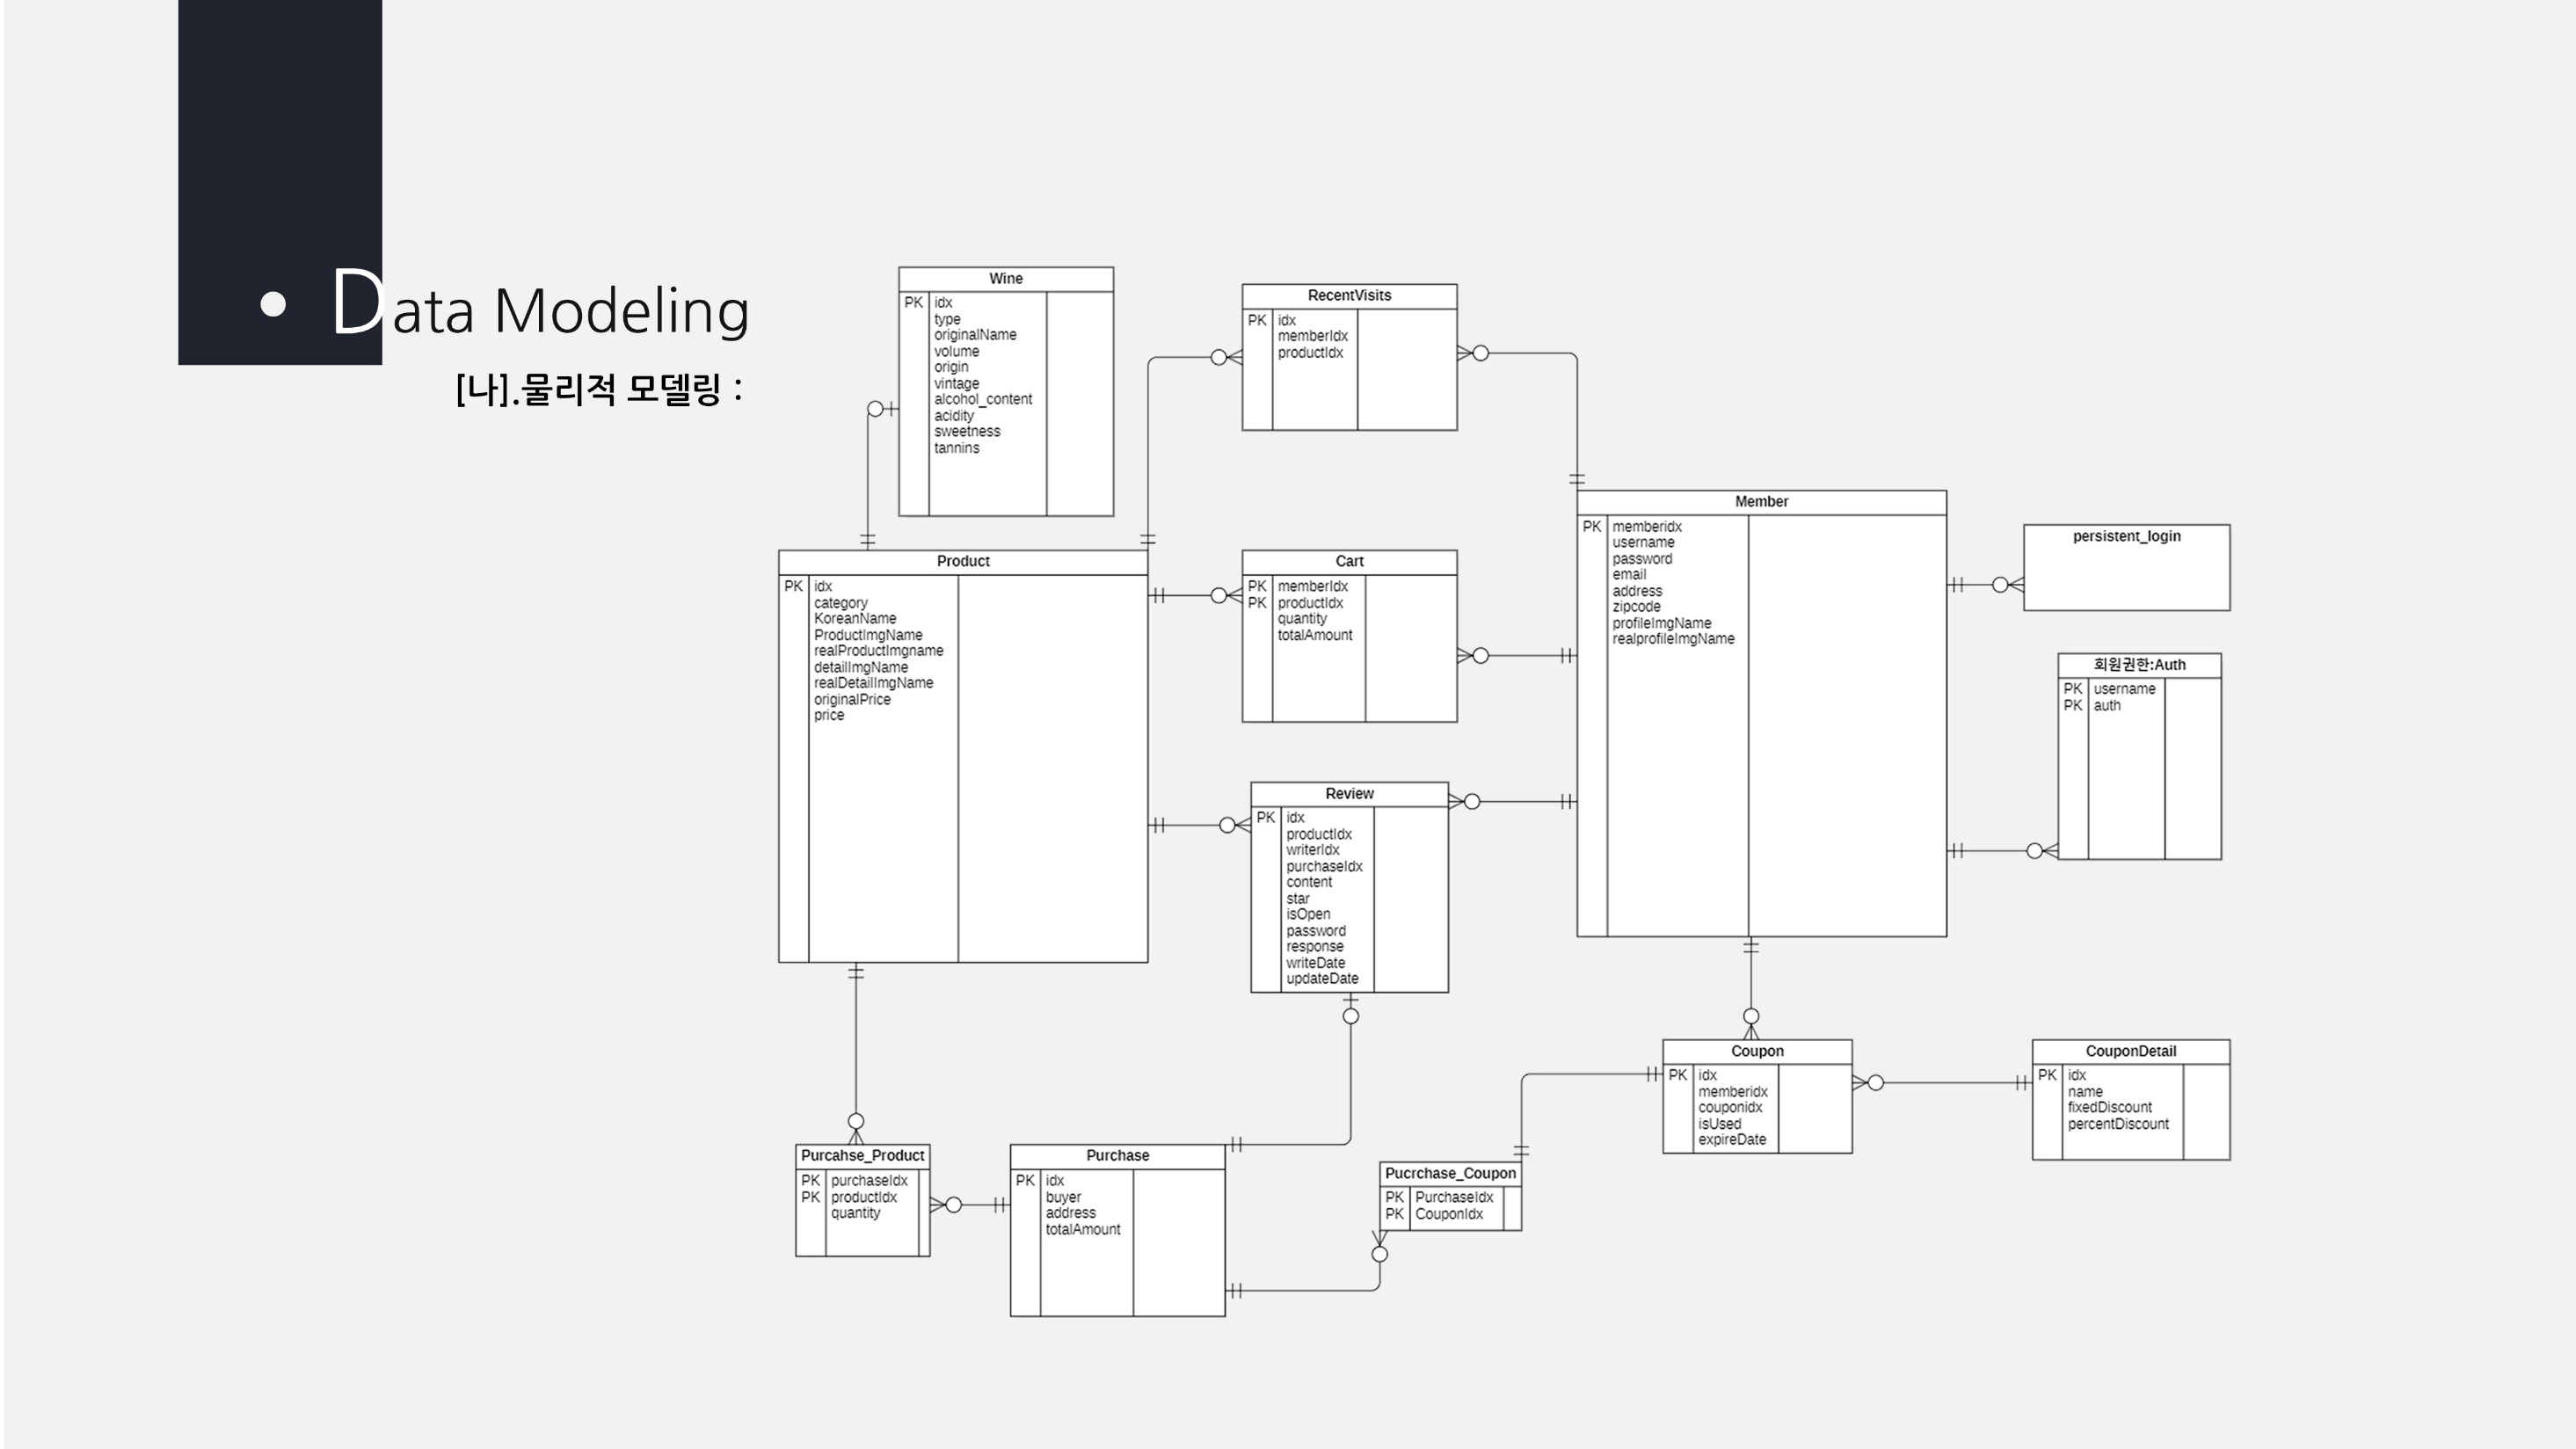 • Data Modeling
[나].물리적 모델링 :
Wine
PK idx
type
originalName
volume
origin
vintage
alcohol_content
acidity
sweetness
tannins
RecentVisits
PK idx
memberIdx
productIdx
Product
PK idx
category
KoreanName
ProductImgName
realProductImgname
detailImgName
realDetailImgName
originalPrice
price
Cart
PK memberIdx
PK productIdx
quantity
totalAmount
Member
PK memberidx
username
password
email
address
zipcode
profileImgName
realprofileImgName
persistent_login
회원권한:Auth
PK username
PK auth
Review
PK idx
productIdx
writerIdx
purchaseIdx
content
star
isOpen
password
response
writeDate
updateDate
Coupon
PK idx
memberidx
couponidx
isUsed
expireDate
CouponDetail
PK idx
name
fixedDiscount
percentDiscount
Purcahse_Product
PK purchaseIdx
PK productIdx
quantity
Purchase
PK idx
buyer
address
totalAmount
Pucrchase_Coupon
PK PurchaseIdx
PK CouponIdx